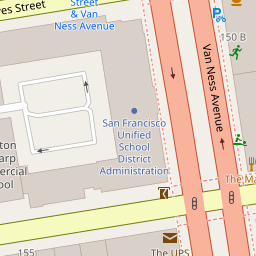 Street
& Van
Ness Avenue
es Street
150 B
Van Ness Avenue
San Francisco
Unified
School
District
Administration
ton
arp
ercial
ool
The Ma
155
The UPS